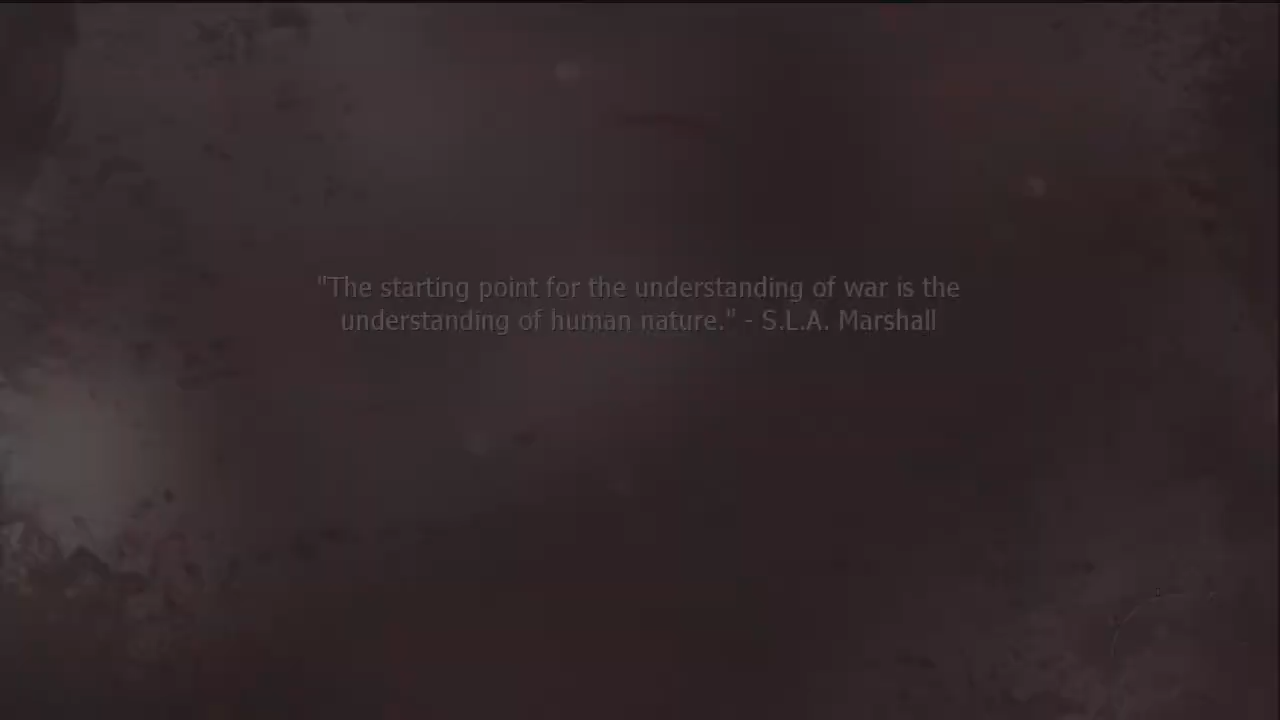 "The starting point for the understanding of war is the
understanding of human nature." - S.L.A. Marshall